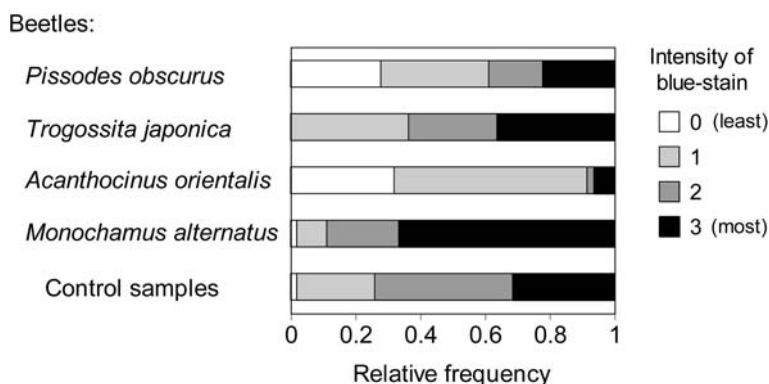 Beetles:
Pissodes obscurus
Trogossita japonica
Acanthocinus orientalis
Monochamus alternatus
Control samples
0 0.2 0.4 0.6 0.8 1
Relative frequency
Intensity of
blue-stain
0 (least)
1
2
3 (most)